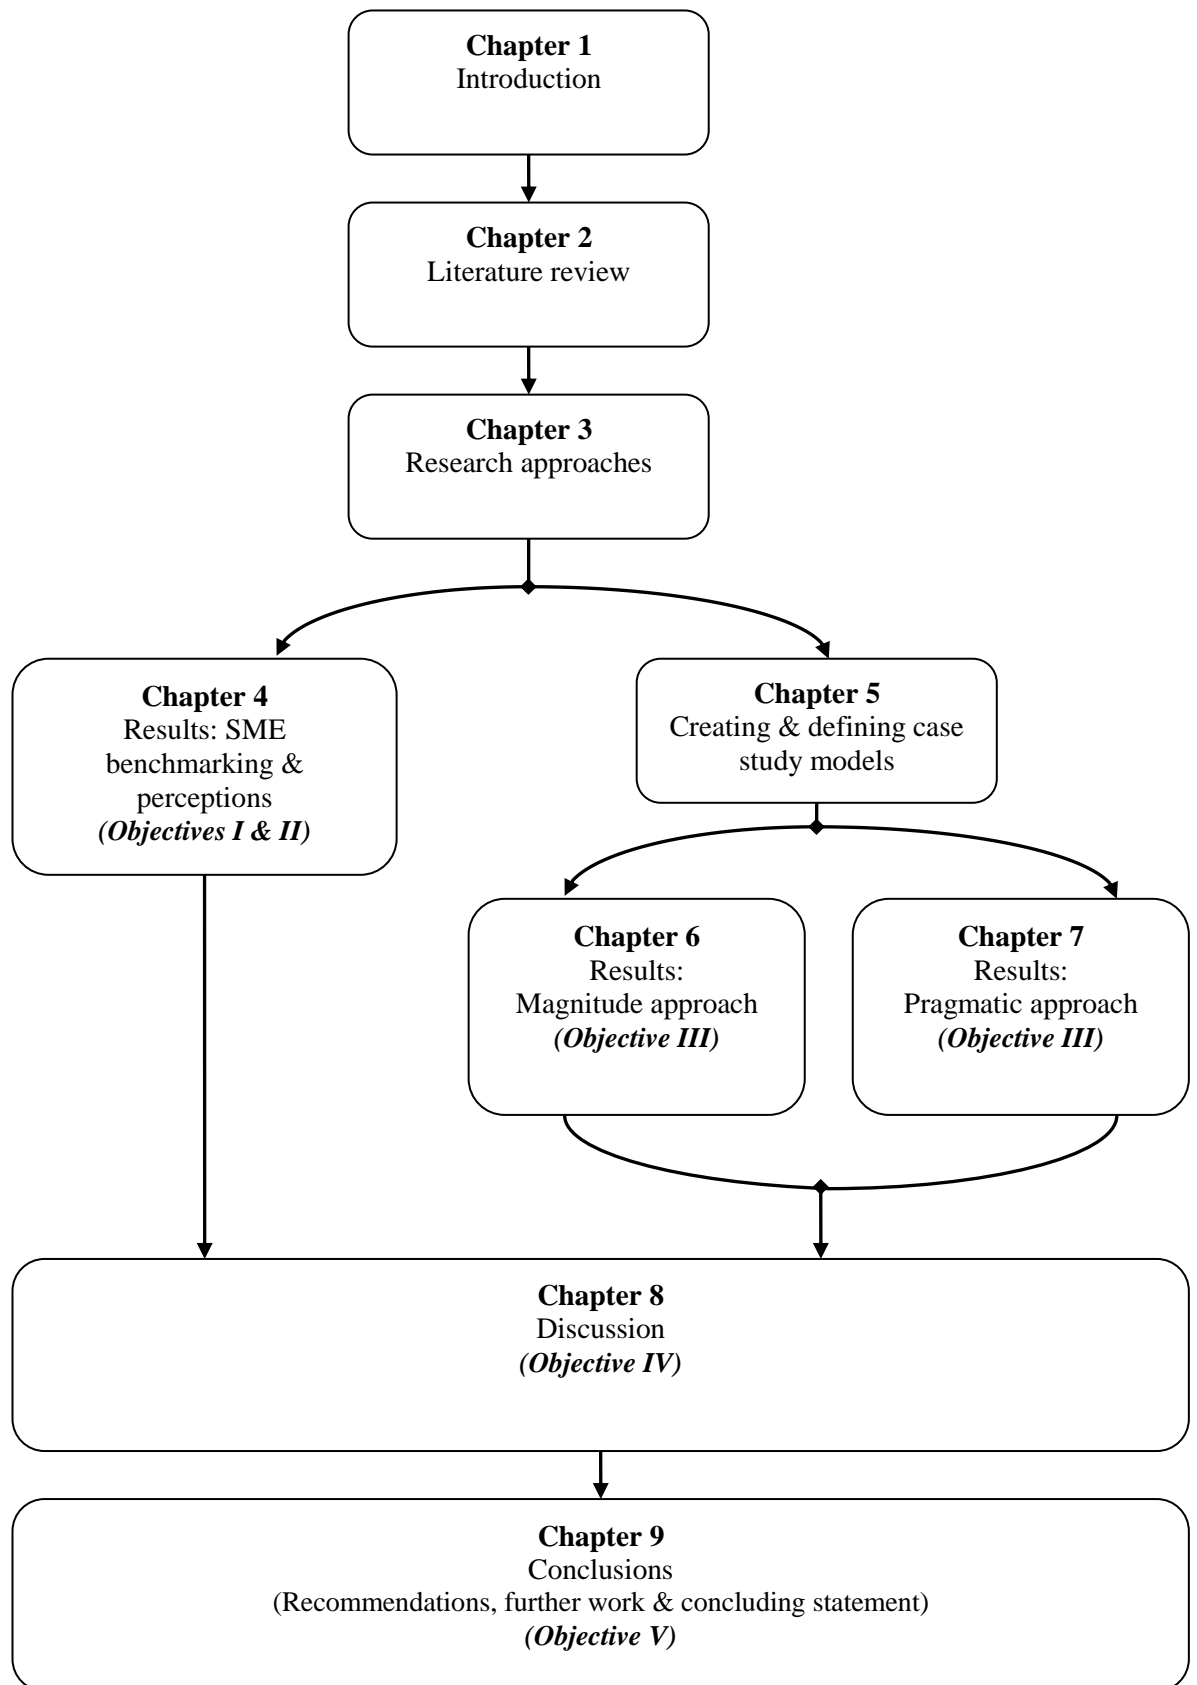 Chapter 1
Introduction
Chapter 2
Literature review
Chapter 3
Research approaches
Chapter 4
Results: SME
benchmarking &
perceptions
(Objectives I & II)
Chapter 5
Creating & defining case
study models
Chapter 6
Results:
Magnitude approach
(Objective III)
Chapter 7
Results:
Pragmatic approach
(Objective III)
Chapter 8
Discussion
(Objective IV)
Chapter 9
Conclusions
(Recommendations, further work & concluding statement)
(Objective V)